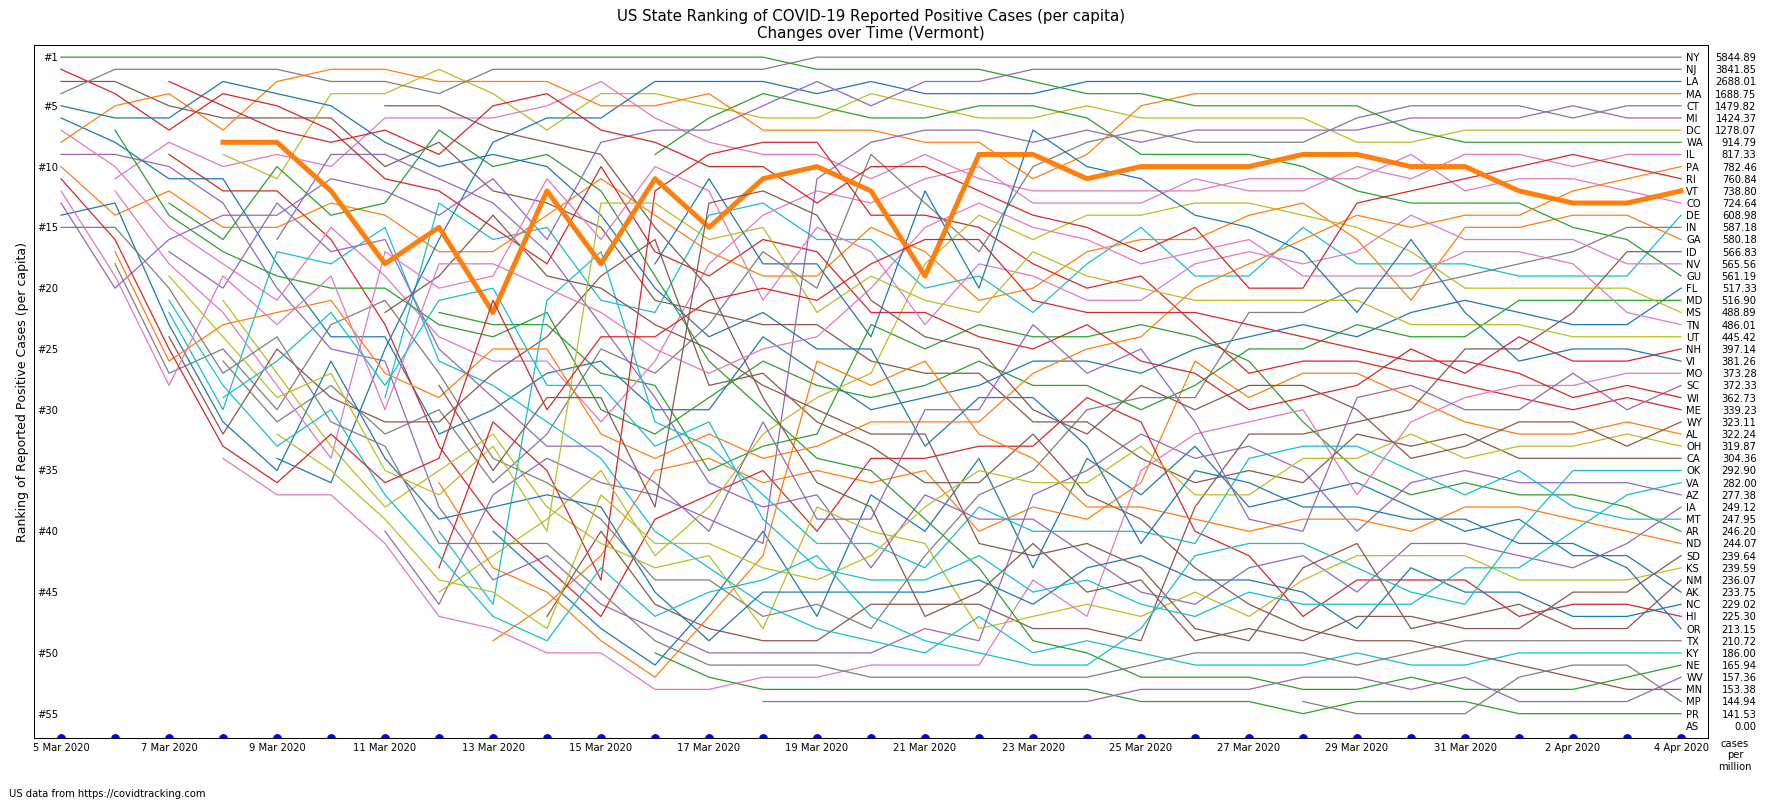 US State Ranking of COVID-19 Reported Positive Cases (per capita)
Changes over Time (Vermont)
Ranking of Reported Positive Cases (per capita)
#1
#5
#10
#15
#20
#25
#30
#35
#40
#45
#50
#55
NY 5844.89
NJ 3841.85
LA 2688.01
MA 1688.75
CT 1479.82
MI 1424.37
DC 1278.07
WA 914.79
IL 817.33
PA 782.46
RI 760.84
VT 738.80
CO 724.64
DE 608.98
IN 587.18
GA 580.18
ID 566.83
NV 565.56
GU 561.19
FL 517.33
MD 516.90
MS 488.89
TN 486.01
UT 445.42
NH 397.14
VI 381.26
MO 373.28
SC 372.33
WI 362.73
ME 339.23
WY 323.11
AL 322.24
OH 319.87
CA 304.36
OK 292.90
VA 282.00
AZ 277.38
IA 249.12
MT 247.95
AR 246.20
ND 244.07
SD 239.64
KS 239.59
NM 236.07
AK 233.75
NC 229.02
HI 225.30
OR 213.15
TX 210.72
KY 186.00
NE 165.94
WV 157.36
MN 153.38
MP 144.94
PR 141.53
AS 0.00
5 Mar 2020 7 Mar 2020 9 Mar 2020 11 Mar 2020 13 Mar 2020 15 Mar 2020 17 Mar 2020 19 Mar 2020 21 Mar 2020 23 Mar 2020 25 Mar 2020 27 Mar 2020 29 Mar 2020 31 Mar 2020 2 Apr 2020 4 Apr 2020
cases
per
million
US data from https://covidtracking.com